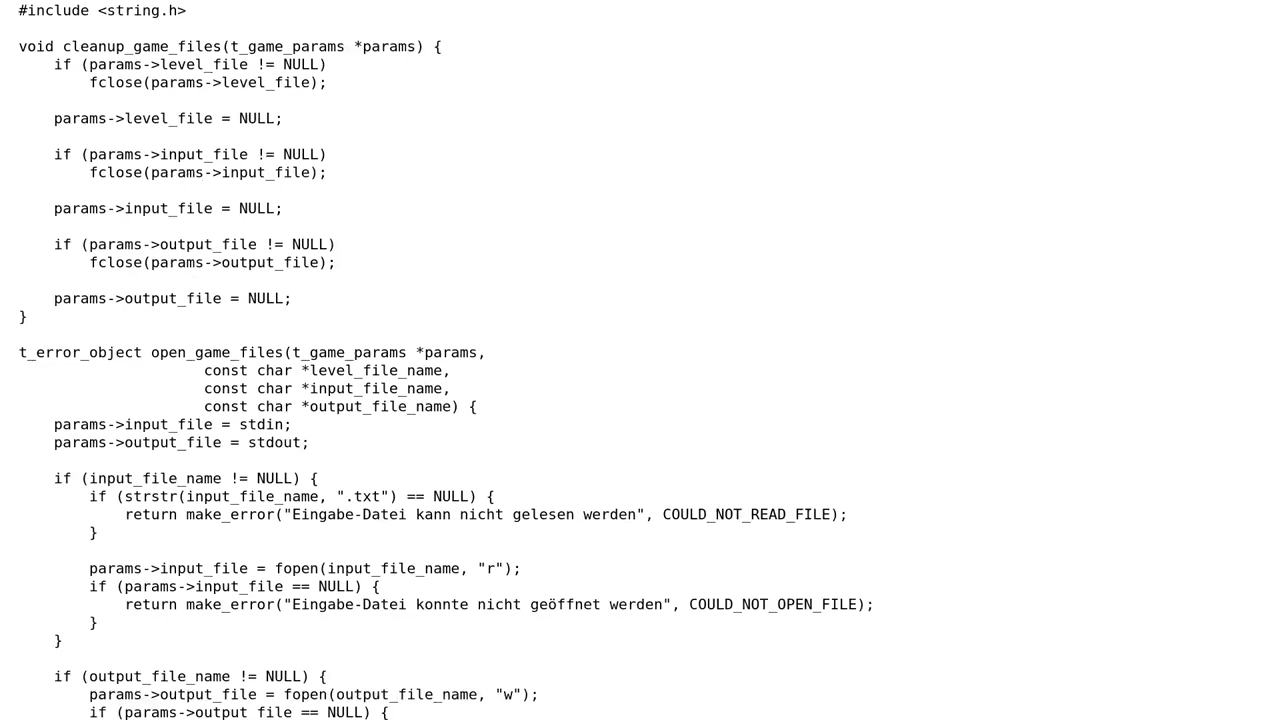 #include <string.h>

void cleanup_game_files(t_game_params *params) {
    if (params->level_file != NULL)
        fclose(params->level_file);

    params->level_file = NULL;

    if (params->input_file != NULL)
        fclose(params->input_file);

    params->input_file = NULL;

    if (params->output_file != NULL)
        fclose(params->output_file);

    params->output_file = NULL;
}

t_error_object open_game_files(t_game_params *params,
                     const char *level_file_name,
                     const char *input_file_name,
                     const char *output_file_name) {
    params->input_file = stdin;
    params->output_file = stdout;

    if (input_file_name != NULL) {
        if (strstr(input_file_name, ".txt") == NULL) {
            return make_error("Eingabe-Datei kann nicht gelesen werden", COULD_NOT_READ_FILE);
        }

        params->input_file = fopen(input_file_name, "r");
        if (params->input_file == NULL) {
            return make_error("Eingabe-Datei konnte nicht geöffnet werden", COULD_NOT_OPEN_FILE);
        }
    }

    if (output_file_name != NULL) {
        params->output_file = fopen(output_file_name, "w");
        if (params->output_file == NULL) {